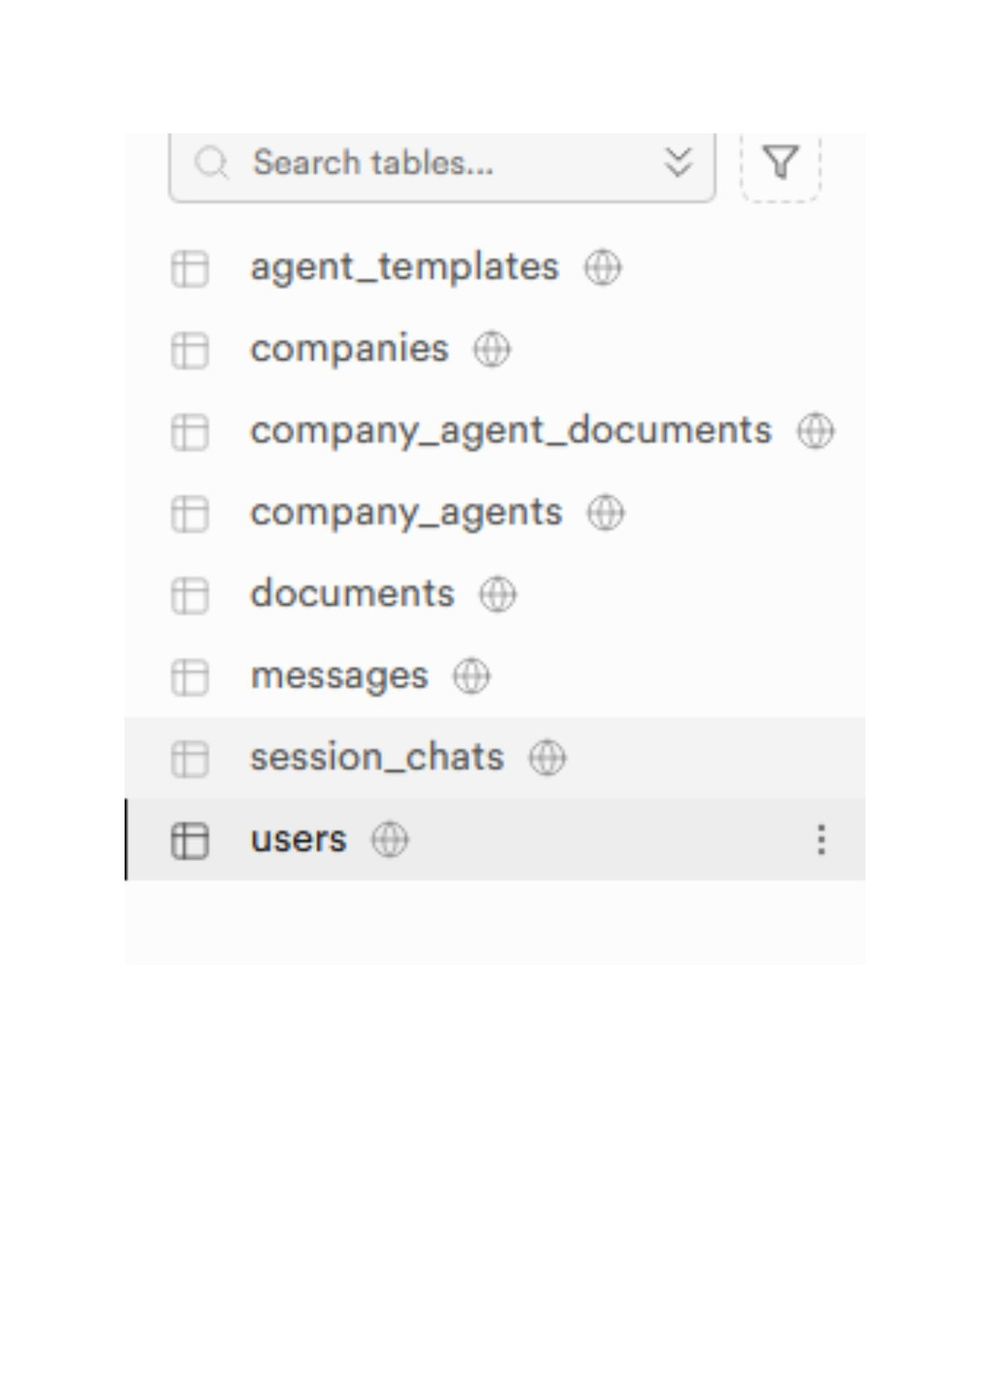 Search tables...
agent_templates
companies
company_agent_documents
company_agents
documents
messages
session_chats
users